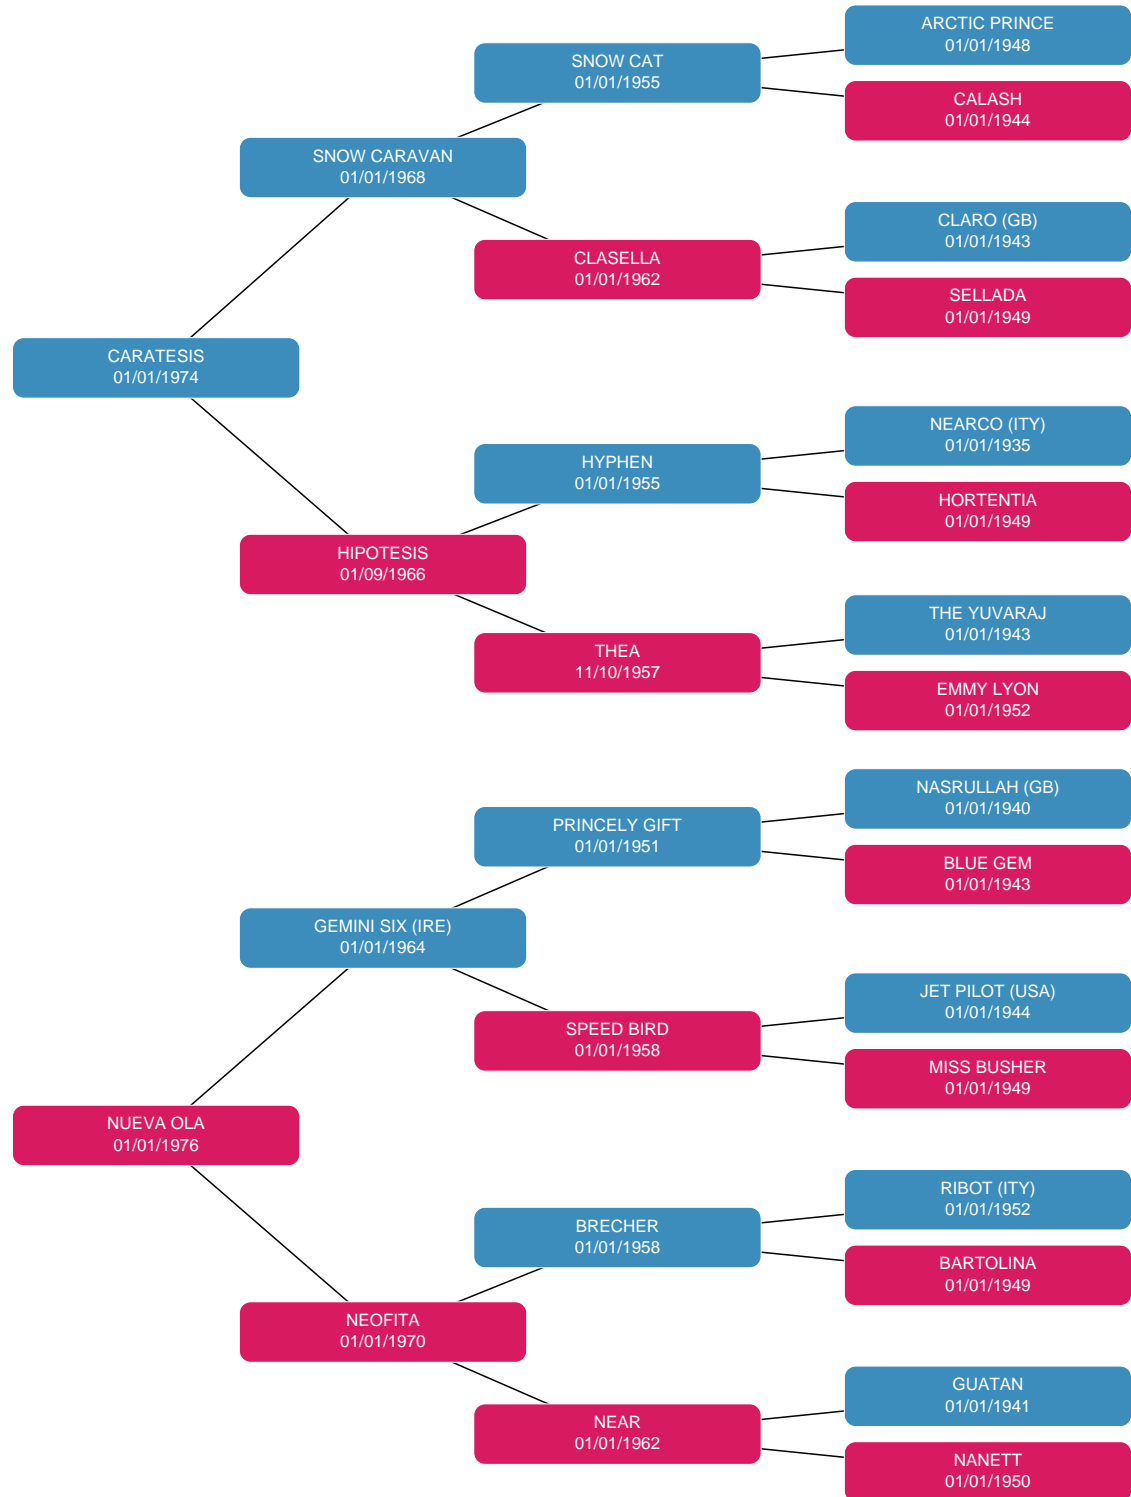 ARCTIC PRINCE
01/01/1948
SNOW CAT
01/01/1955
CALASH
01/01/1944
SNOW CARAVAN
01/01/1968
CLARO (GB)
01/01/1943
CLASELLA
01/01/1962
SELLADA
01/01/1949
CARATESIS
01/01/1974
NEARCO (ITY)
01/01/1935
HYPHEN
01/01/1955
HORTENTIA
01/01/1949
HIPOTESIS
01/09/1966
THE YUVARAJ
01/01/1943
THEA
11/10/1957
EMMY LYON
01/01/1952
NASRULLAH (GB)
01/01/1940
PRINCELY GIFT
01/01/1951
BLUE GEM
01/01/1943
GEMINI SIX (IRE)
01/01/1964
JET PILOT (USA)
01/01/1944
SPEED BIRD
01/01/1958
MISS BUSHER
01/01/1949
NUEVA OLA
01/01/1976
RIBOT (ITY)
01/01/1952
BRECHER
01/01/1958
BARTOLINA
01/01/1949
NEOFITA
01/01/1970
GUATAN
01/01/1941
NEAR
01/01/1962
NANETT
01/01/1950